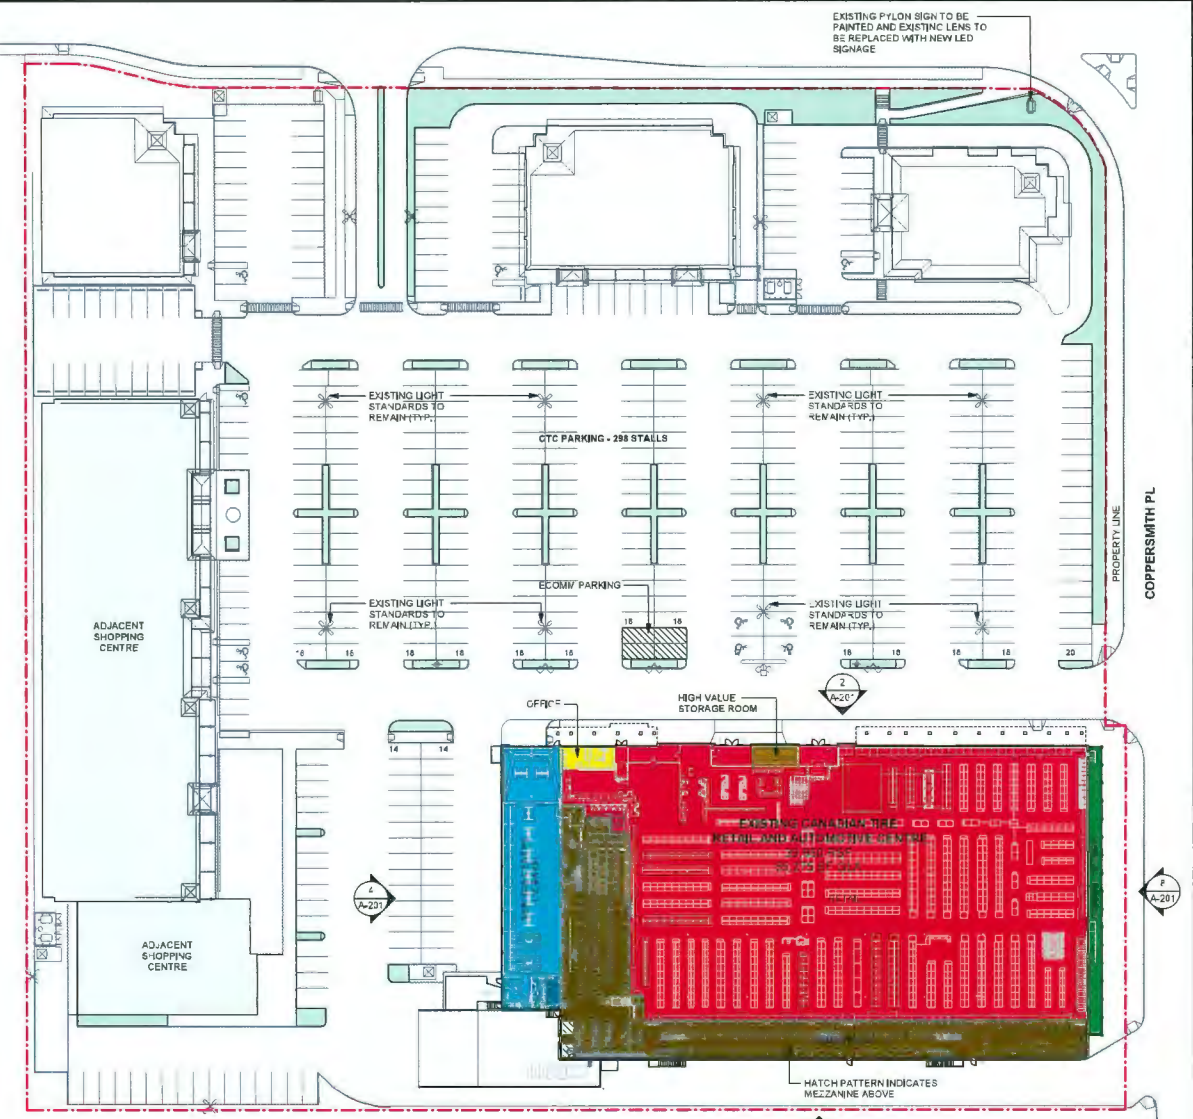 EXISTING PYLON SIGN TO BE
PAINTED AND EXISTING LENS TO
BE REPLACED WITH NEW LED
SIGNAGE
EXISTING LIGHT
STANDARDS TO
REMAIN (TYP.)
EXISTING LIGHT
STANDARDS TO
REMAIN (TYP.)
CTC PARKING - 298 STALLS
PROPERTY LINE
COPPERSMITH PL
ECOMM PARKING
EXISTING LIGHT
STANDARDS TO
REMAIN (TYP.)
EXISTING LIGHT
STANDARDS TO
REMAIN (TYP.)
ADJACENT
SHOPPING
CENTRE
18 18
18 18
18 18
18 18
18
18
18 18
18 18
20
2
A-201
OFFICE
HIGH VALUE
STORAGE ROOM
14 14
EXISTING CANADIAN TIRE
RETAIL AND AUTOMOTIVE CENTRE
4
A-201
A-201
ADJACENT
SHOPPING
CENTRE
HATCH PATTERN INDICATES
MEZZANINE ABOVE